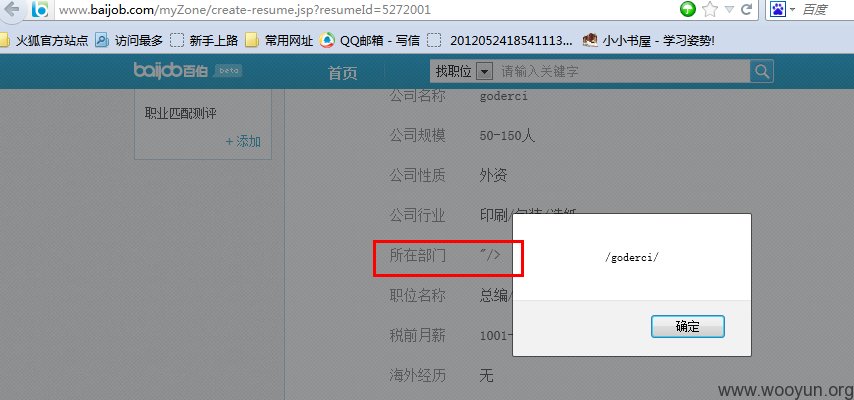 www.baijob.com/myZone/create-resume.jsp?resumeId=5272001
百度
火狐官方站点 访问最多 新手上路 常用网址 QQ邮箱 - 写信 2012052418541113... 小小书屋 - 学习姿势!
baijob百伯 beta 首页 找职位 请输入关键字
公司名称 goderci
职业匹配测评
+ 添加
公司规模 50-150人
公司性质 外资
公司行业 印刷/包装/造纸
所在部门 "/>
/goderci/
职位名称 总编/
确定
税前月薪 1001-
海外经历 无
www.wooyun.org